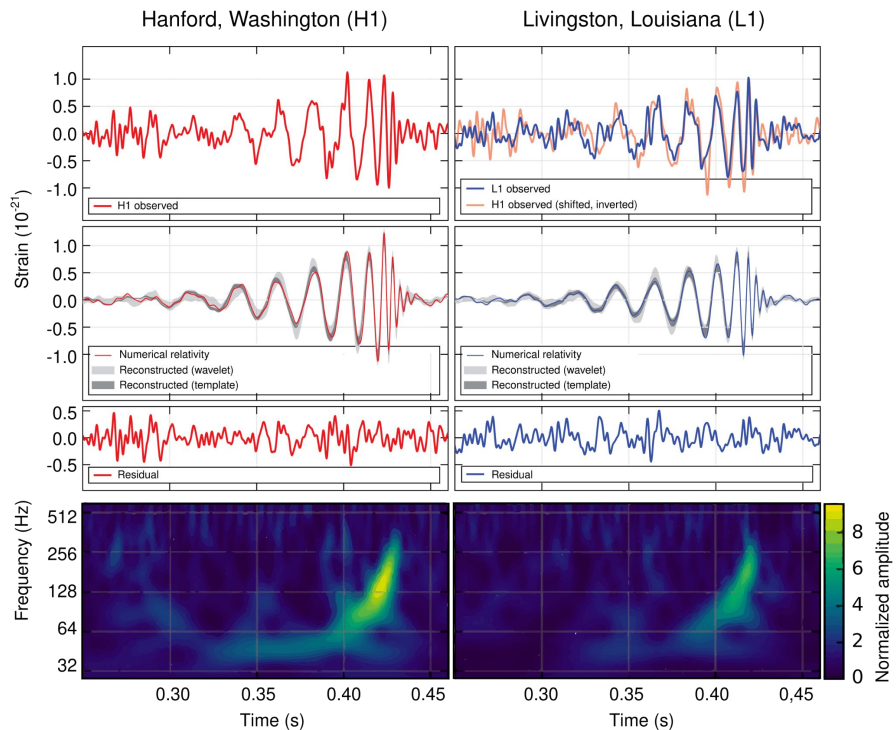 Hanford, Washington (H1)
Livingston, Louisiana (L1)
Strain (10⁻²¹)
1.0
0.5
0.0
-0.5
-1.0
H1 observed
L1 observed
H1 observed (shifted, inverted)
1.0
0.5
0.0
-0.5
-1.0
Numerical relativity
Reconstructed (wavelet)
Reconstructed (template)
Numerical relativity
Reconstructed (wavelet)
Reconstructed (template)
0.5
0.0
-0.5
Residual
Residual
Frequency (Hz)
512
256
128
64
32
0.30 0.35 0.40 0.45
Time (s)
0.30 0.35 0.40 0,45
Time (s)
8
6
4
2
0
Normalized amplitude